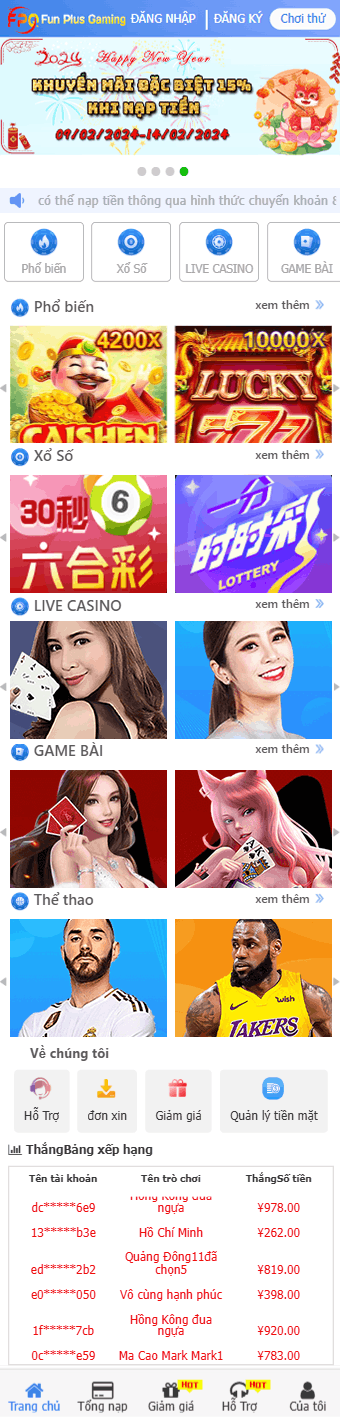 FPG Fun Plus Gaming ĐĂNG NHẬP ĐĂNG KÝ Chơi thử
2024 Happy New Year
KHUYẾN MÃI ĐẶC BIỆT 15%
KHI NẠP TIỀN
09/02/2024-14/02/2024
có thể nạp tiền thông qua hình thức chuyển khoản &
Phổ biến Xổ Số LIVE CASINO GAME BÀI
Phổ biến xem thêm
4200X 10000X
CAISHEN LUCKY
777
Xổ Số xem thêm
30秒 6 一分
六合彩 时时彩
LOTTERY
LIVE CASINO xem thêm
GAME BÀI xem thêm
Thể thao xem thêm
wish
LAKERS
Về chúng tôi
Hỗ Trợ đơn xin Giảm giá Quản lý tiền mặt
ThắngBảng xếp hạng
Tên tài khoản Tên trò chơi ThắngSố tiền
Hồng Kông đua
dc*****6e9 ngựa ¥978.00
13*****b3e Hồ Chí Minh ¥262.00
Quảng Đông11đã
ed*****2b2 chọn5 ¥819.00
e0*****050 Vô cùng hạnh phúc ¥398.00
Hồng Kông đua
1f*****7cb ngựa ¥920.00
0c*****e59 Ma Cao Mark Mark1 ¥783.00
HOT HOT
Trang chủ Tổng nạp Giảm giá Hỗ Trợ Của tôi